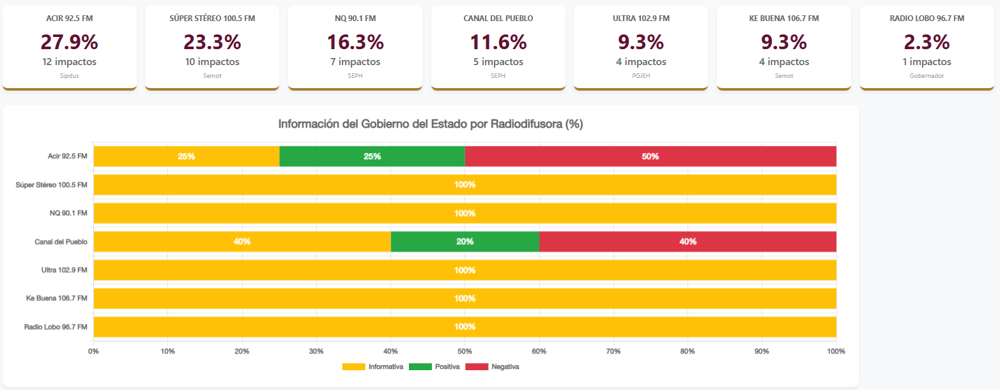 ACIR 92.5 FM
27.9%
12 impactos
Sipdus
SÚPER STÉREO 100.5 FM
23.3%
10 impactos
Semot
NQ 90.1 FM
16.3%
7 impactos
SEPH
CANAL DEL PUEBLO
11.6%
5 impactos
SEPH
ULTRA 102.9 FM
9.3%
4 impactos
PGJEH
KE BUENA 106.7 FM
9.3%
4 impactos
Semot
RADIO LOBO 96.7 FM
2.3%
1 impactos
Gobernador
Información del Gobierno del Estado por Radiodifusora (%)
Acir 92.5 FM 25% 25% 50%
Súper Stéreo 100.5 FM 100%
NQ 90.1 FM 100%
Canal del Pueblo 40% 20% 40%
Ultra 102.9 FM 100%
Ke Buena 106.7 FM 100%
Radio Lobo 96.7 FM 100%
0% 10% 20% 30% 40% 50% 60% 70% 80% 90% 100%
Informativa Positiva Negativa